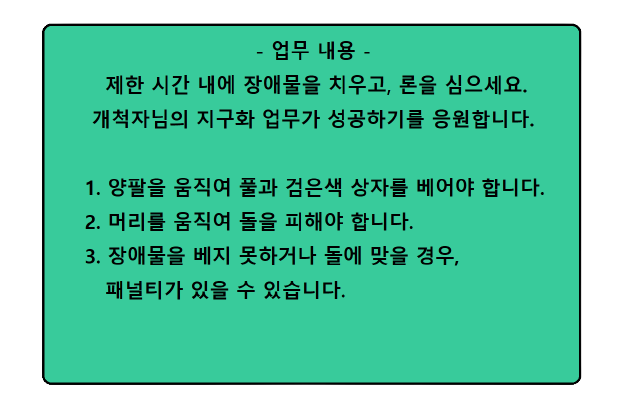 - 업무 내용 -
제한 시간 내에 장애물을 치우고, 론을 심으세요.
개척자님의 지구화 업무가 성공하기를 응원합니다.
1. 양팔을 움직여 풀과 검은색 상자를 베어야 합니다.
2. 머리를 움직여 돌을 피해야 합니다.
3. 장애물을 베지 못하거나 돌에 맞을 경우,
패널티가 있을 수 있습니다.